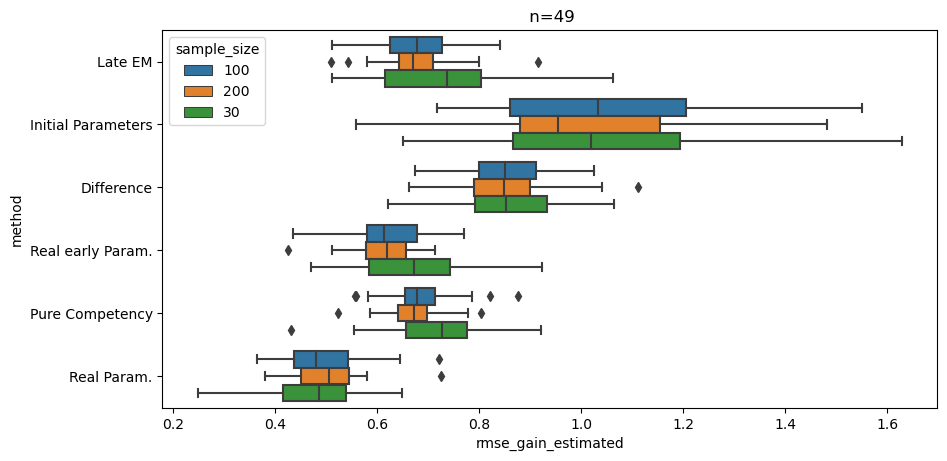 n=49
sample_size
100
200
30
method
Late EM
Initial Parameters
Difference
Real early Param.
Pure Competency
Real Param.
0.2 0.4 0.6 0.8 1.0 1.2 1.4 1.6
rmse_gain_estimated